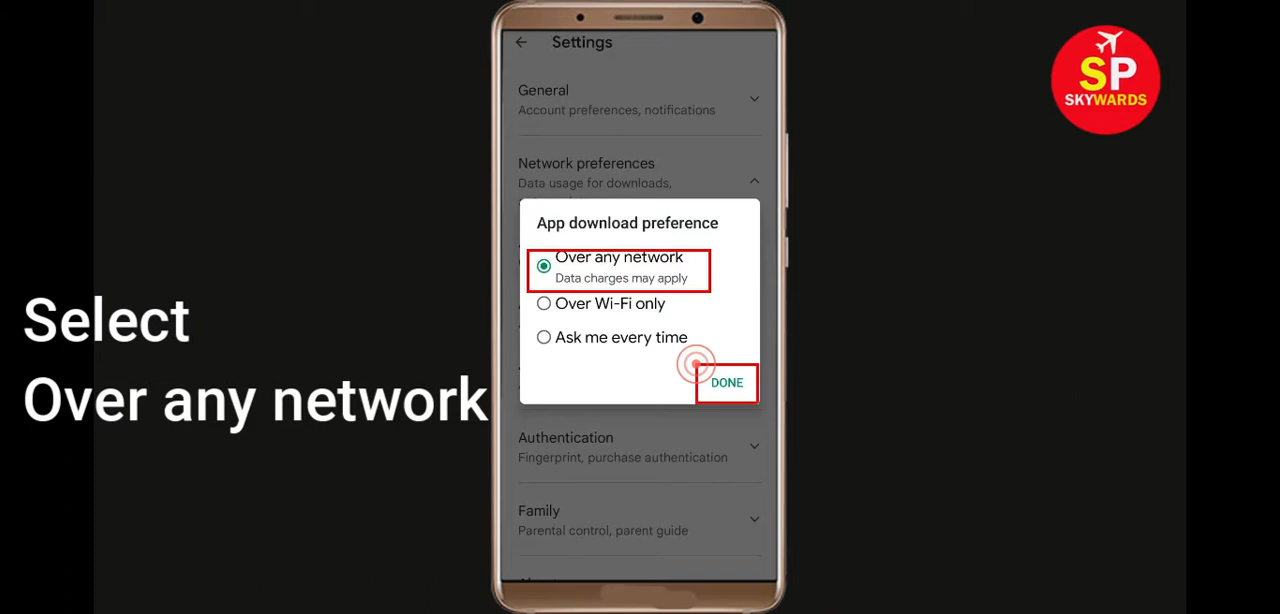 Settings
General
Account preferences, notifications
Network preferences
Data usage for downloads,
App download preference
Over any network
Data charges may apply
Over Wi-Fi only
Ask me every time
DONE
Authentication
Fingerprint, purchase authentication
Family
Parental control, parent guide
Select
Over any network
SP
SKYWARDS